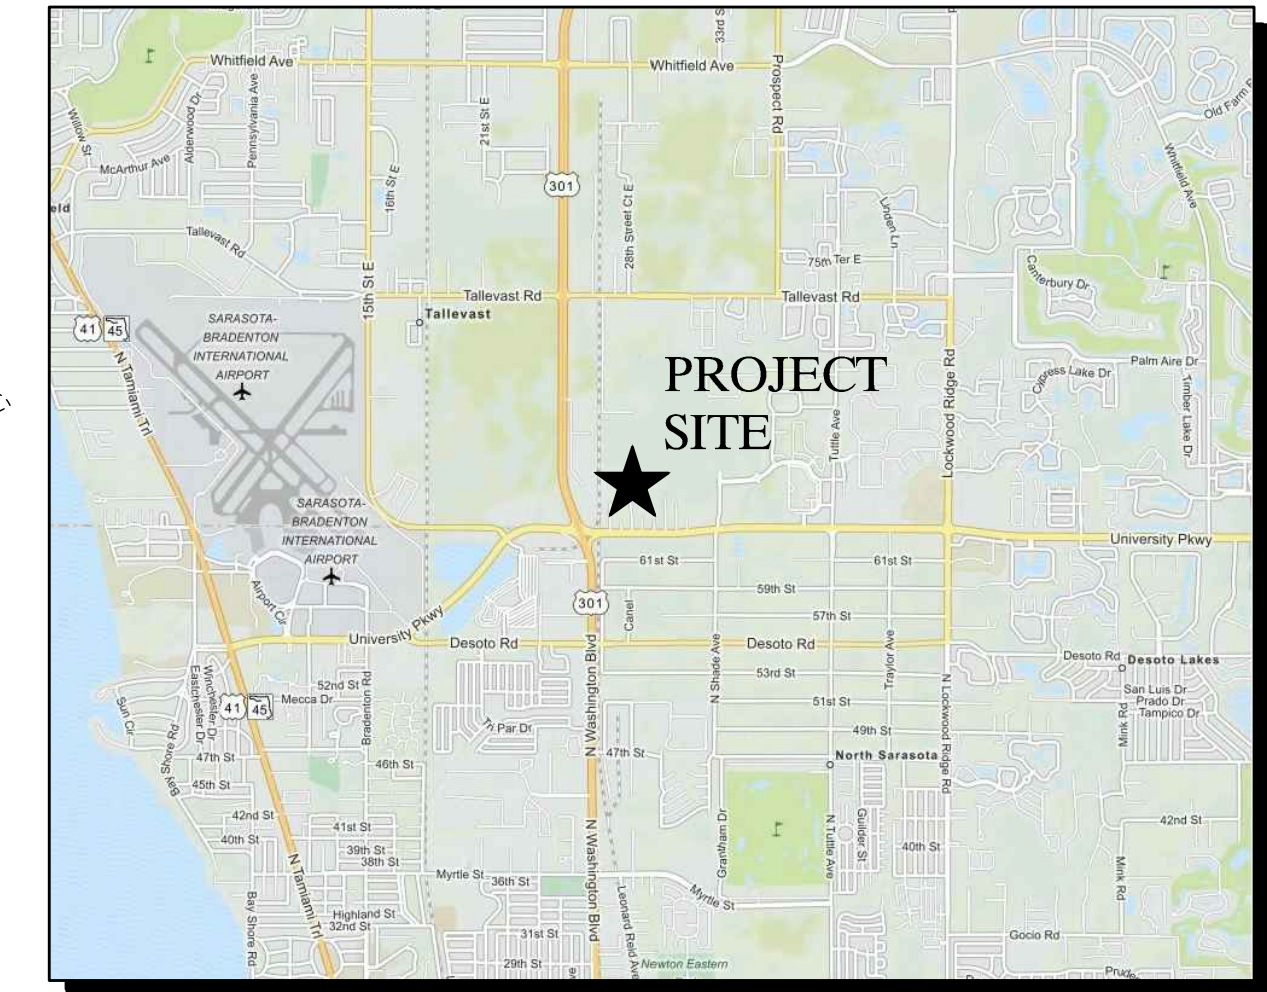 Whitfield Ave
Whitfield Ave
33rd S
Prospect Rd
Old Farm
Willow St
Alderwood Dr
Pennsylvania Ave
21st St E
McArthur Ave
16th St E
301
28th Street Ct E
Linden Ln
Whitfield Ave
eld
Tallevast Rd
75th Ter E
Canterbury Dr
15th St E
Tallevast Rd
Tallevast Rd
Tallevast
SARASOTA-
BRADENTON
INTERNATIONAL
AIRPORT
41
45
N Tamiami Trl
PROJECT
SITE
Palm Aire Dr
Cypress Lake Dr
Timber Lake Dr
Tuttle Ave
Lockwood Ridge Rd
SARASOTA-
BRADENTON
INTERNATIONAL
AIRPORT
University Pkwy
61st St
61st St
59th St
57th St
Airport Cir
301
Canel
University Pkwy
Desoto Rd
Desoto Rd
N Shade Ave
Traylor Ave
53rd St
51st St
49th St
Desoto Rd
Desoto Lakes
San Luis Dr
Prado Dr
Tampico Dr
Mink Rd
Winchester Dr
Eastchester Dr
52nd St
Mecca Dr
Bradenton Rd
41
45
Sun Cir
Bay Shore Rd
Tri Par Dr
N Washington Blvd
N Lockwood Ridge Rd
47th St
47th St
46th St
45th St
North Sarasota
42nd St
41st St
40th St
39th St
38th St
Grantham Dr
N Tuttle Ave
Guilder St
40th St
42nd St
N Tamiami Trl
Myrtle St
36th St
N Washington Blvd
Myrtle St
Mink Rd
Bay Shore Rd
Highland St
32nd St
31st St
29th St
Leonard Reid Ave
Newton Eastern
Gocio Rd
Prude